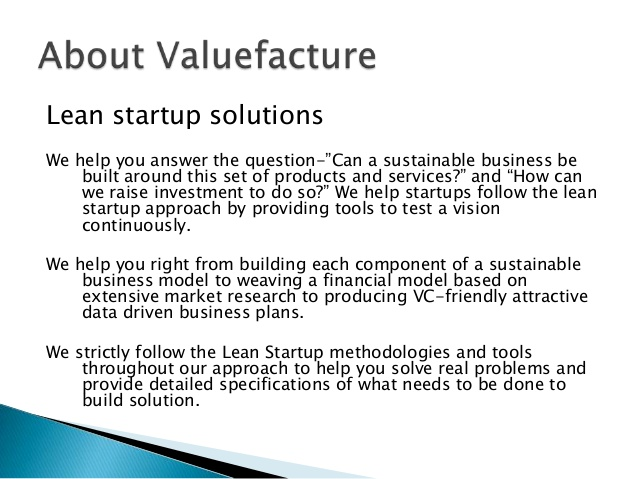 About Valuefacture
Lean startup solutions
We help you answer the question-”Can a sustainable business be
built around this set of products and services?” and “How can
we raise investment to do so?” We help startups follow the lean
startup approach by providing tools to test a vision
continuously.
We help you right from building each component of a sustainable
business model to weaving a financial model based on
extensive market research to producing VC-friendly attractive
data driven business plans.
We strictly follow the Lean Startup methodologies and tools
throughout our approach to help you solve real problems and
provide detailed specifications of what needs to be done to
build solution.